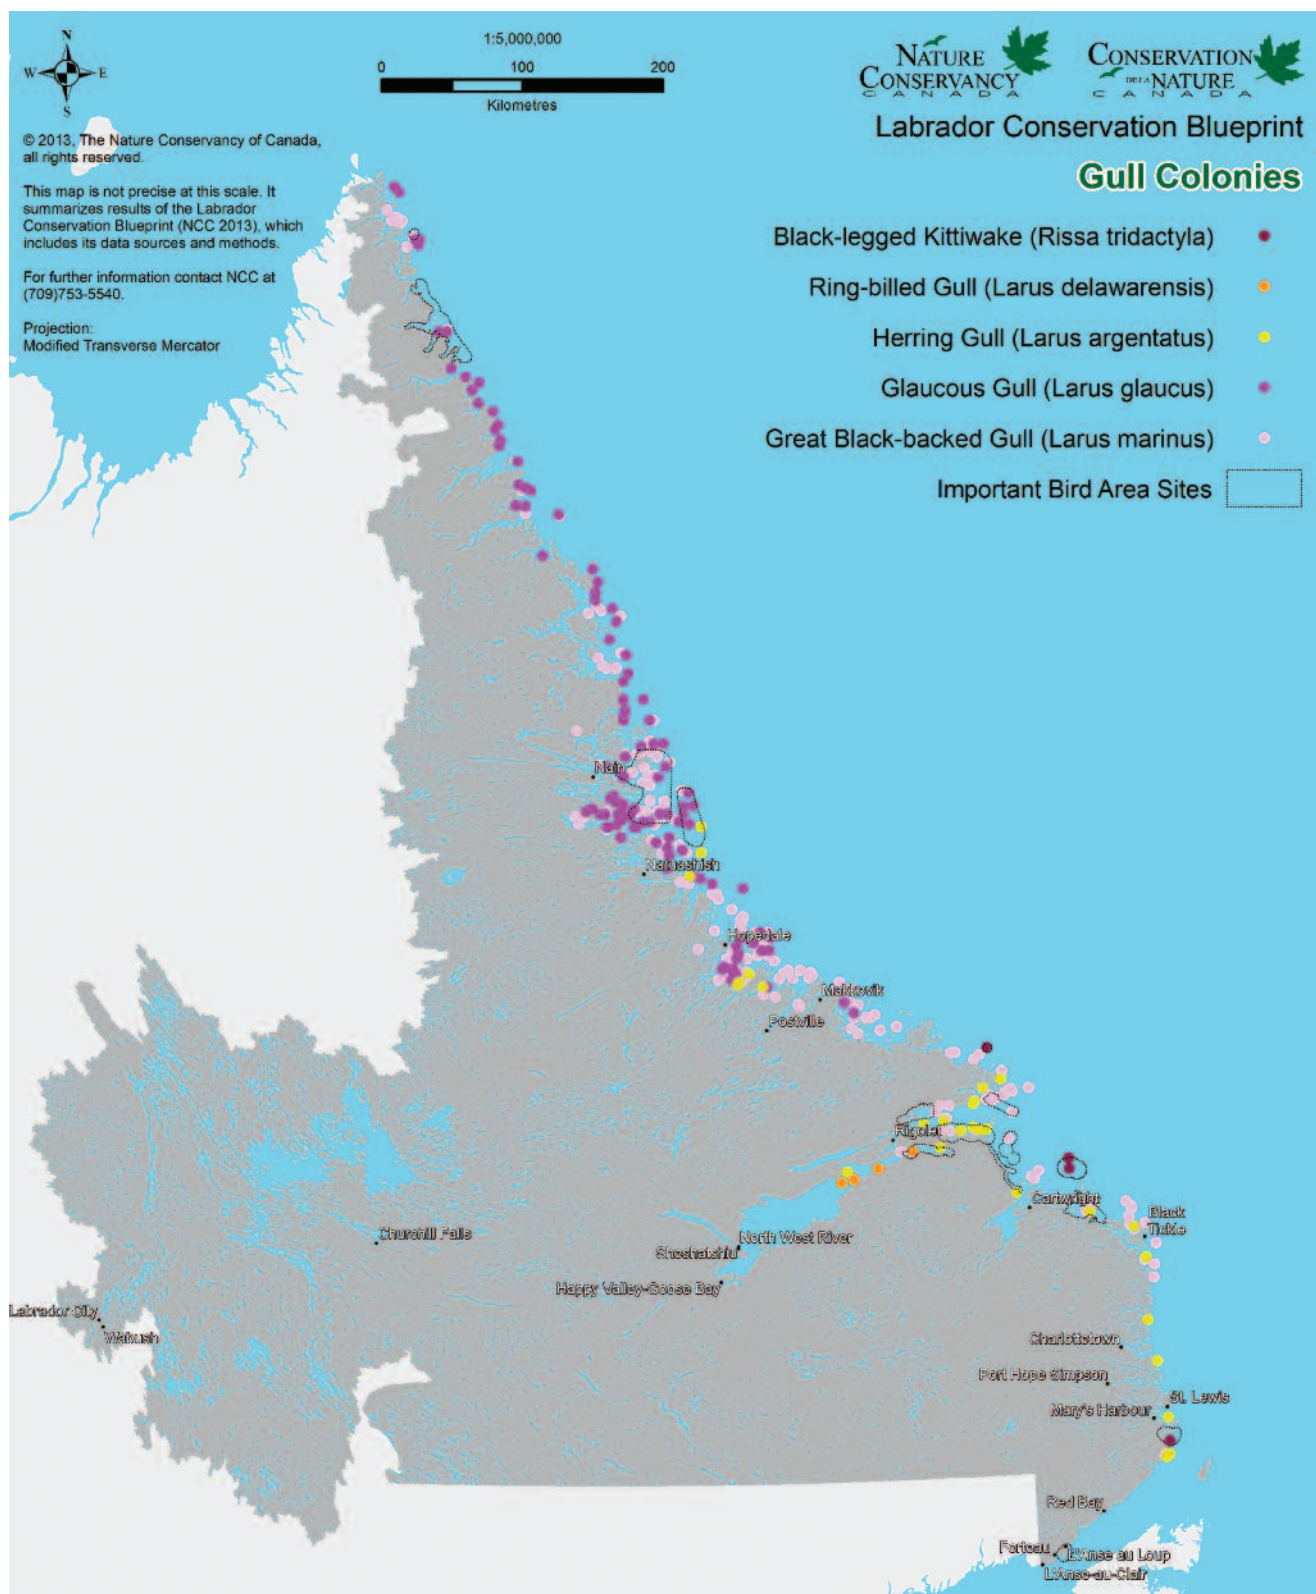 N
W
E
S
1:5,000,000
0
100
200
Kilometres
NATURE
CONSERVANCY
CANADA
CONSERVATION
DE LA NATURE
CANADA
Labrador Conservation Blueprint
Gull Colonies
© 2013, The Nature Conservancy of Canada,
all rights reserved.
This map is not precise at this scale. It
summarizes results of the Labrador
Conservation Blueprint (NCC 2013), which
includes its data sources and methods.
For further information contact NCC at
(709)753-5540.
Projection:
Modified Transverse Mercator
Black-legged Kittiwake (Rissa tridactyla)
Ring-billed Gull (Larus delawarensis)
Herring Gull (Larus argentatus)
Glaucous Gull (Larus glaucus)
Great Black-backed Gull (Larus marinus)
Important Bird Area Sites
Nain
Natuashish
Hopedale
Makkovik
Postville
Rigolet
Cartwright
Black
Tickle
Churchill Falls
North West River
Sheshatshiu
Happy Valley-Goose Bay
Labrador City
Wabush
Charlottetown
Port Hope Simpson
St. Lewis
Mary's Harbour
Red Bay
Forteau
L'Anse au Loup
L'Anse-au-Clair